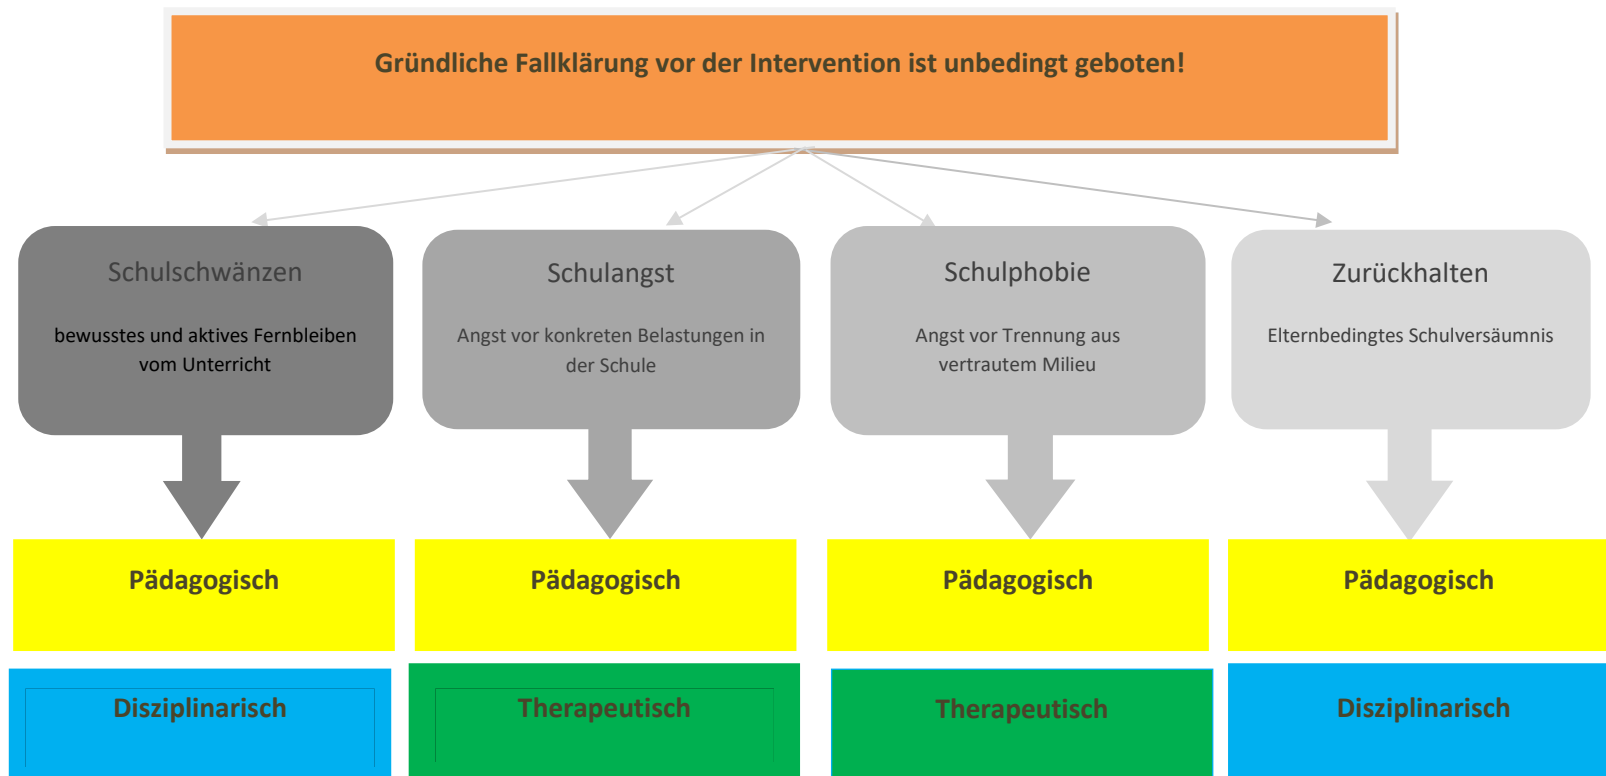 Gründliche Fallklärung vor der Intervention ist unbedingt geboten!
Schulschwänzen
bewusstes und aktives Fernbleiben
vom Unterricht
Schulangst
Angst vor konkreten Belastungen in
der Schule
Schulphobie
Angst vor Trennung aus
vertrautem Milieu
Zurückhalten
Elternbedingtes Schulversäumnis
Pädagogisch
Pädagogisch
Pädagogisch
Pädagogisch
Disziplinarisch
Therapeutisch
Therapeutisch
Disziplinarisch